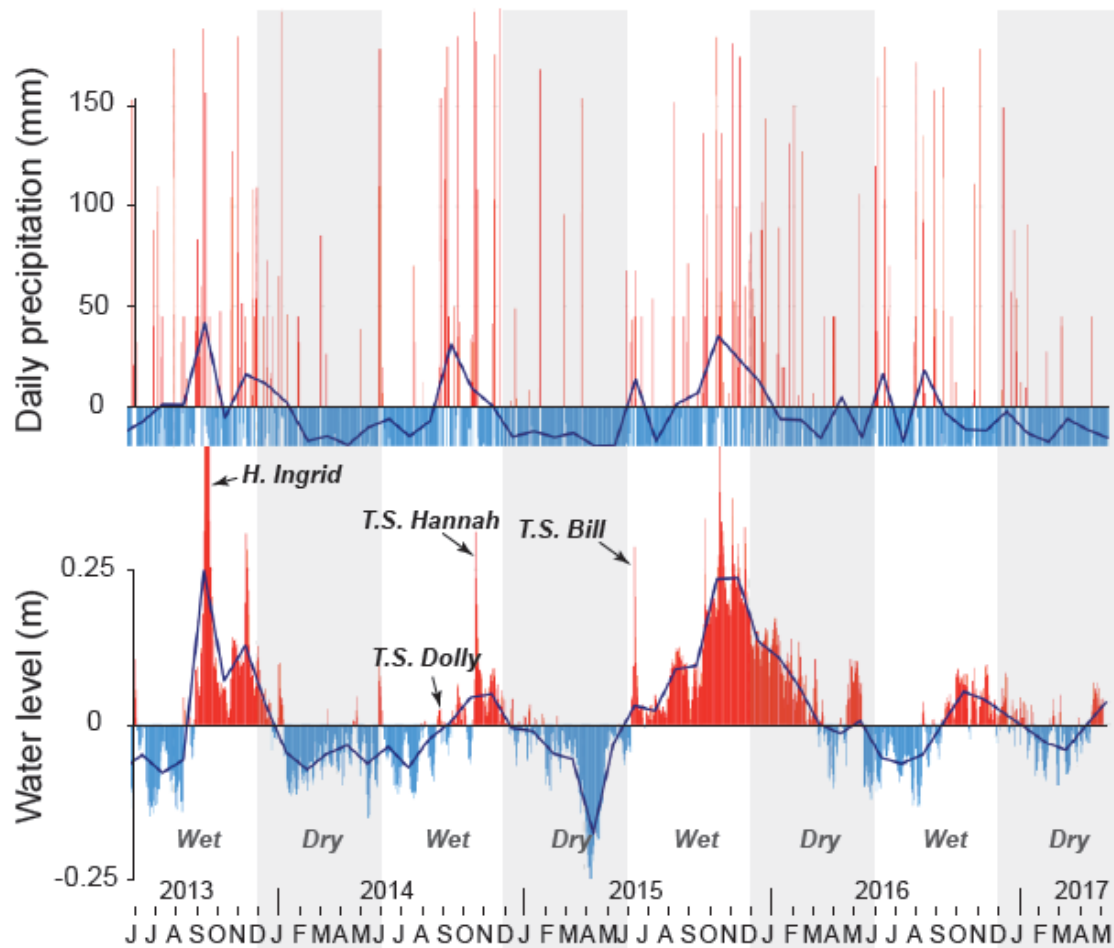 Daily precipitation (mm)
150
100
50
0
H. Ingrid
T.S. Hannah
T.S. Bill
T.S. Dolly
Water level (m)
0.25
0
-0.25
Wet Dry Wet Dry Wet Dry Wet Dry
2013 2014 2015 2016 2017
J J A S O N D J F M A M J J A S O N D J F M A M J J A S O N D J F M A M J J A S O N D J F M A M